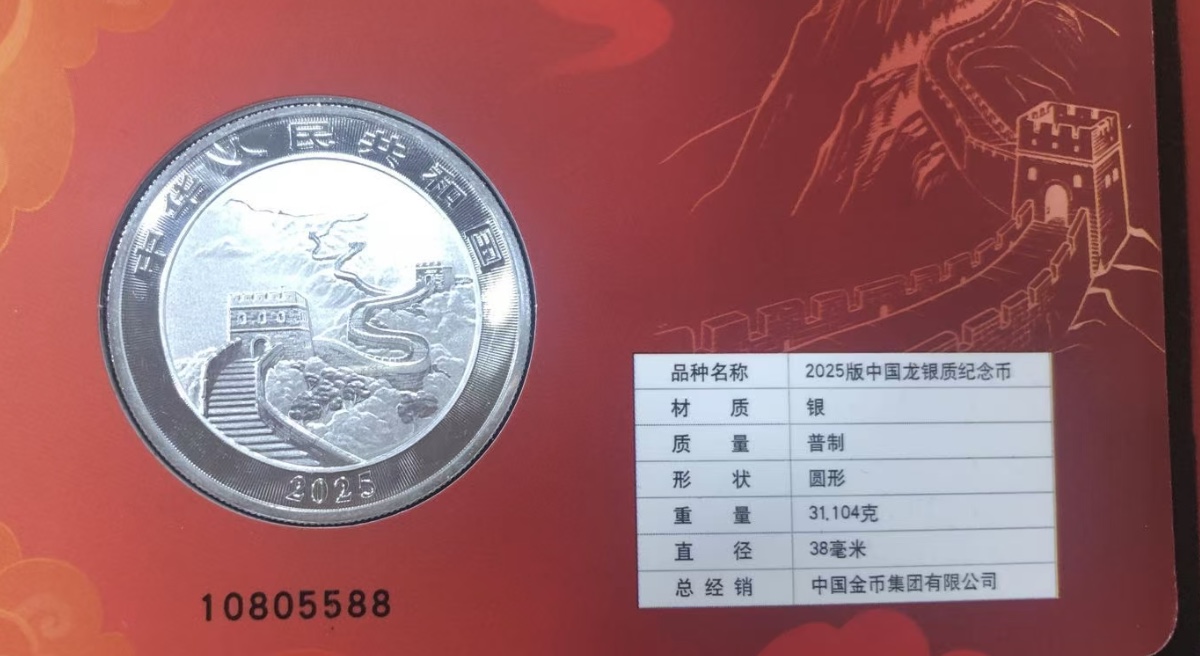 中华人民共和国
2025
10805588
品种名称 2025版中国龙银质纪念币
材 质 银
质 量 普制
形 状 圆形
重 量 31.104克
直 径 38毫米
总经销 中国金币集团有限公司